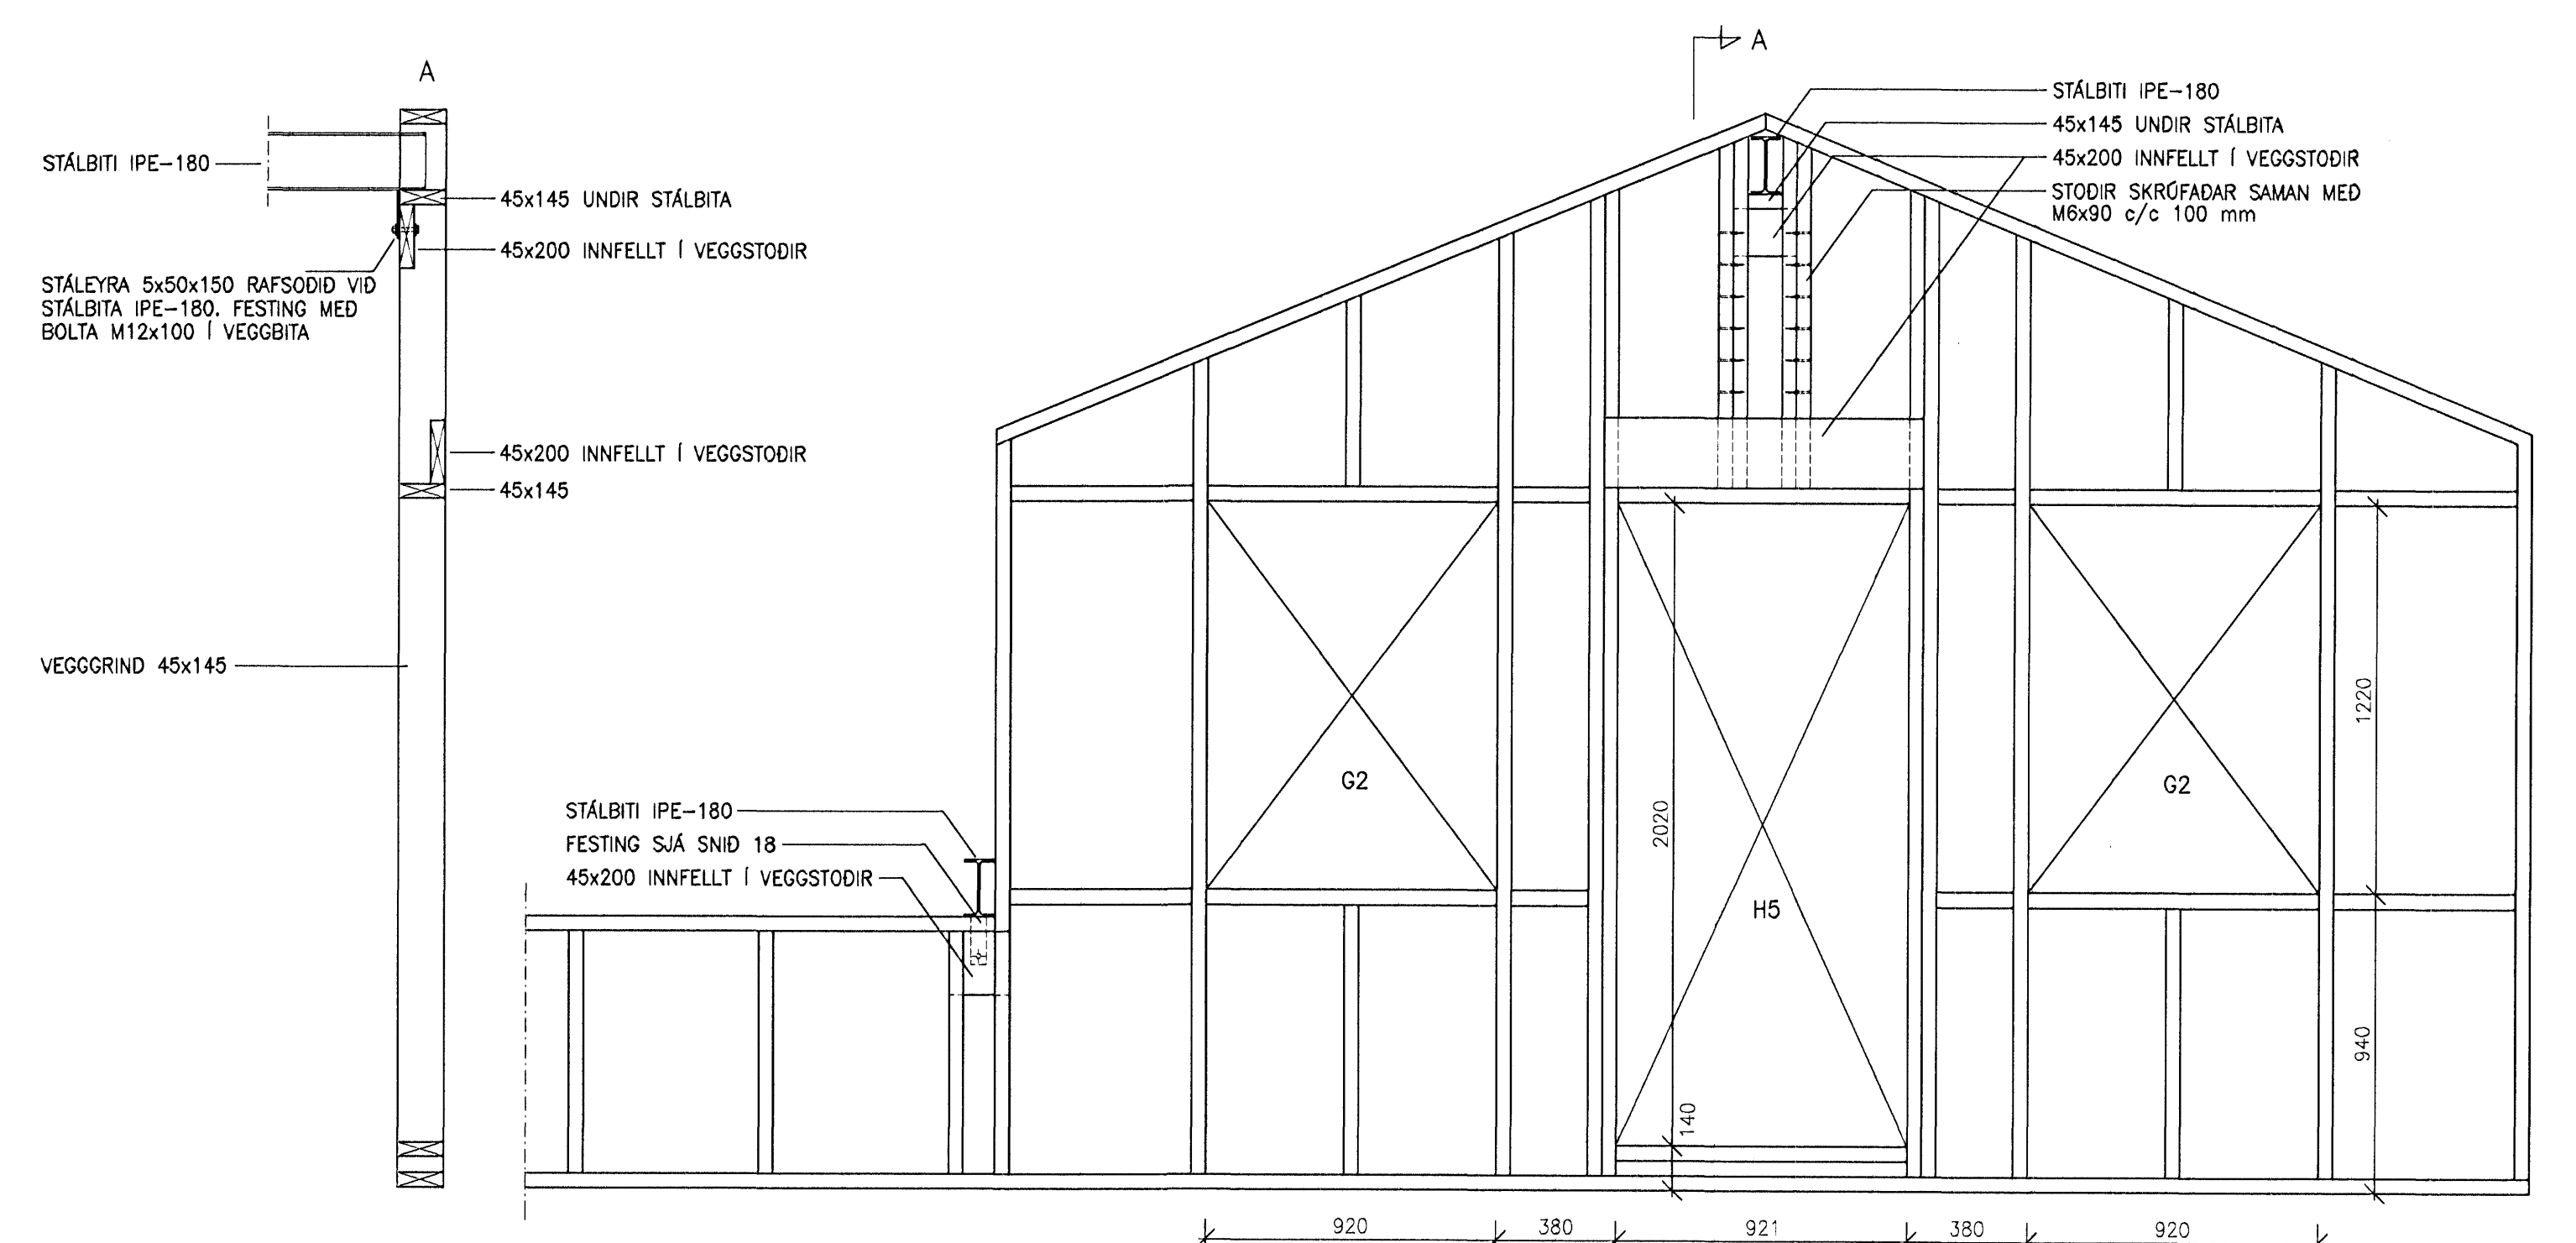 A
STÁLBITI IPE-180
45x145 UNDIR STÁLBITA
45x200 INNFELLT Í VEGGSTOÐIR
STÁLEYRA 5x50x150 RAFSOÐIÐ VIÐ
STÁLBITA IPE-180. FESTING MEÐ
BOLTA M12x100 Í VEGGBITA
45x200 INNFELLT Í VEGGSTOÐIR
45x145
VEGGGRIND 45x145
A
STÁLBITI IPE-180
45x145 UNDIR STÁLBITA
45x200 INNFELLT Í VEGGSTOÐIR
STOÐIR SKRÚFAÐAR SAMAN MEÐ
M6x90 c/c 100 mm
STÁLBITI IPE-180
FESTING SJÁ SNIÐ 18
45x200 INNFELLT Í VEGGSTOÐIR
G2
H5
G2
2020
140
1220
940
920
380
921
380
920